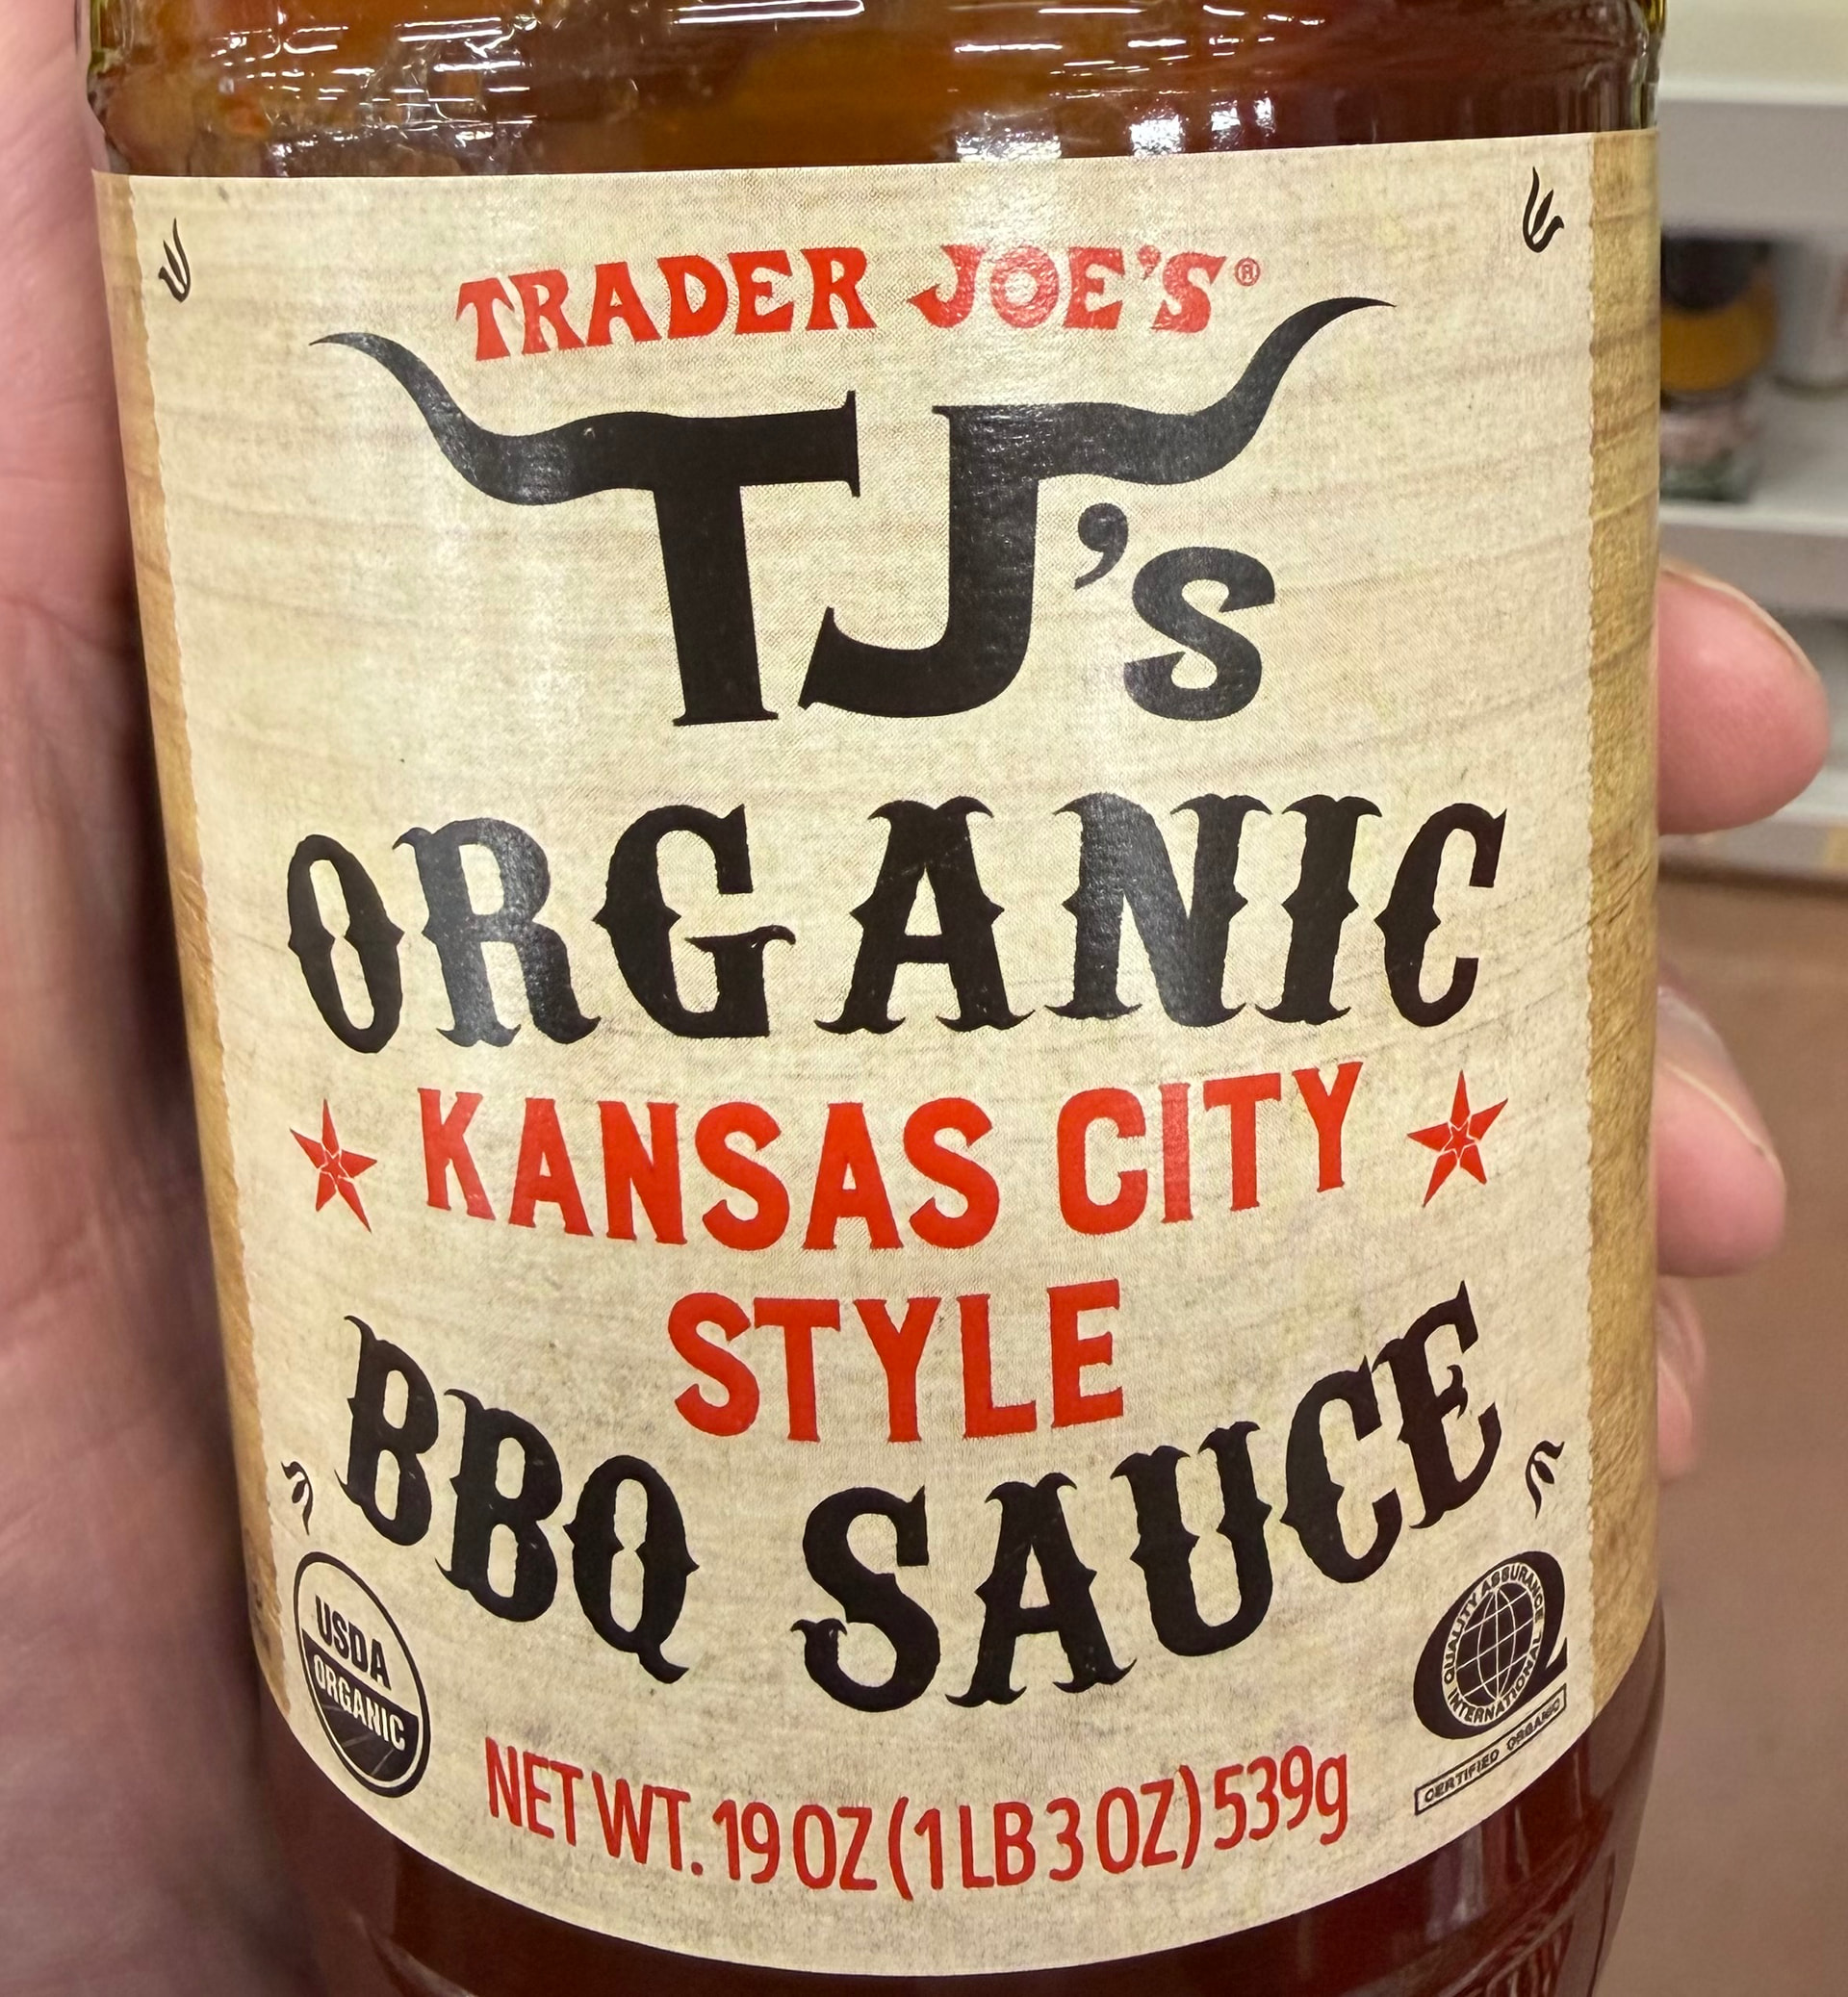 TRADER JOE'S®
TJ's
ORGANIC
KANSAS CITY
STYLE
BBQ SAUCE
USDA
ORGANIC
QUALITY ASSURANCE
INTERNATIONAL
CERTIFIED ORGANIC
NET WT. 19 OZ (1 LB 3 OZ) 539g